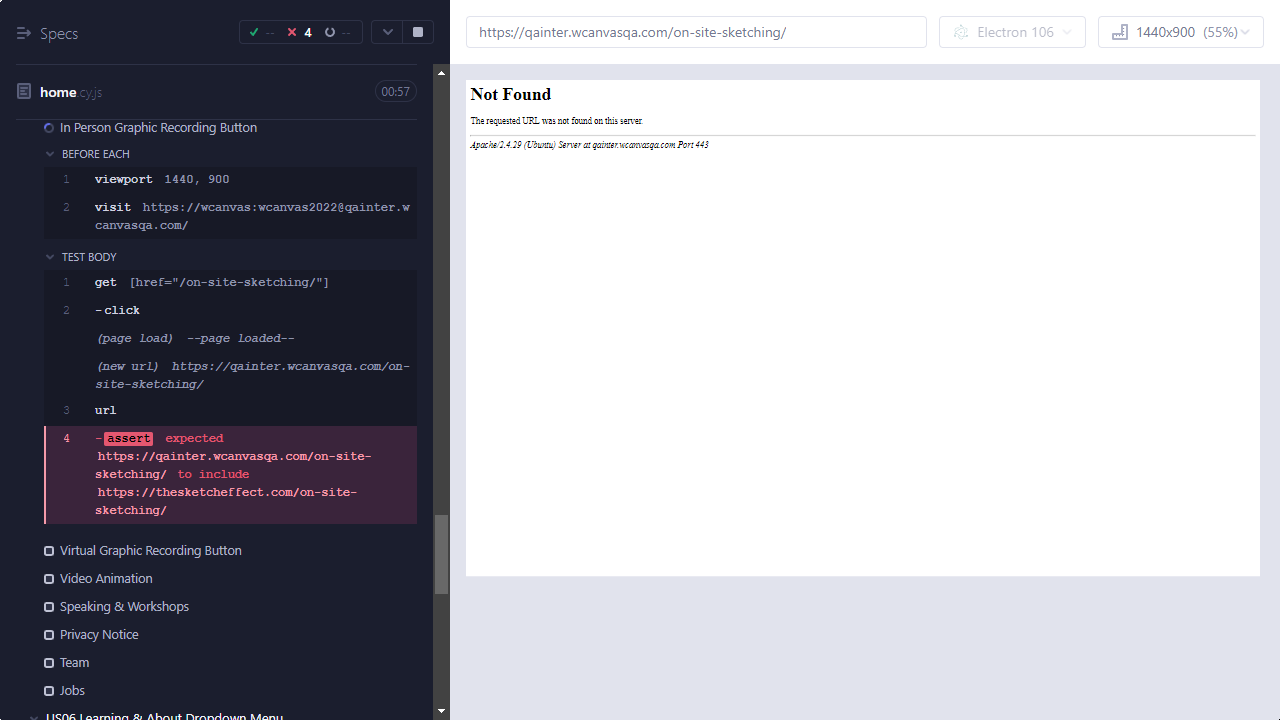 Specs
-- 4 --
home.cy.js
00:57
In Person Graphic Recording Button
BEFORE EACH
1 viewport 1440, 900
2 visit https://wcanvas:wcanvas2022@qainter.w
canvasqa.com/
TEST BODY
1 get [href="/on-site-sketching/"]
2 -click
(page load) --page loaded--
(new url) https://qainter.wcanvasqa.com/on-
site-sketching/
3 url
4 -assert expected
https://qainter.wcanvasqa.com/on-site-
sketching/ to include
https://thesketcheffect.com/on-site-
sketching/
Virtual Graphic Recording Button
Video Animation
Speaking & Workshops
Privacy Notice
Team
Jobs
US06 Learning & About Dropdown Menu
https://qainter.wcanvasqa.com/on-site-sketching/
Electron 106
1440x900 (55%)
Not Found
The requested URL was not found on this server.
Apache/2.4.29 (Ubuntu) Server at qainter.wcanvasqa.com Port 443